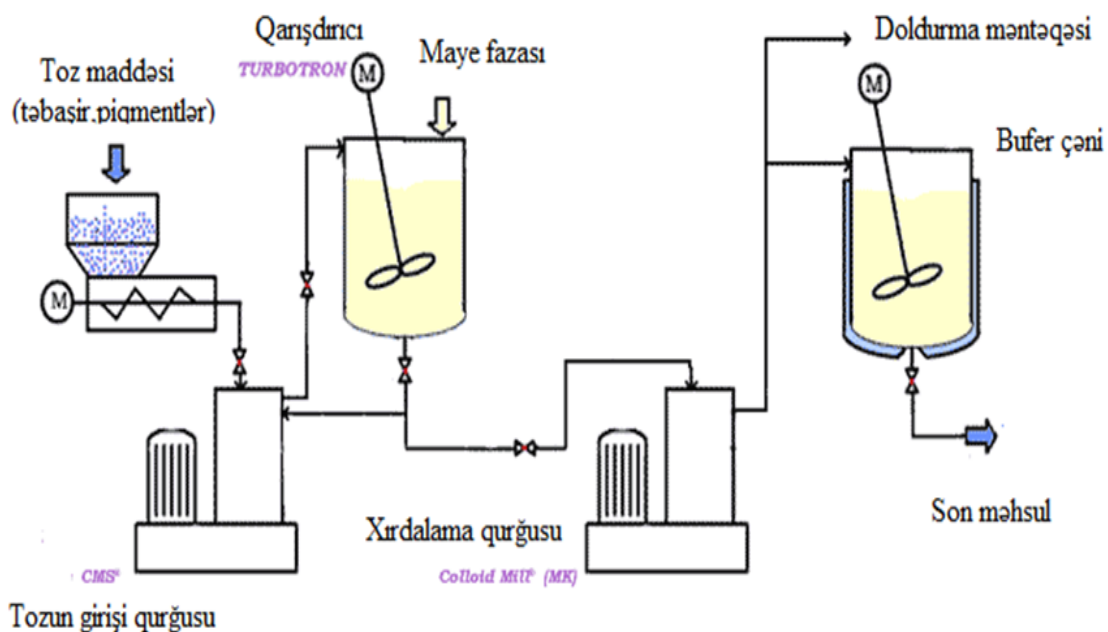 Toz maddəsi
(təbaşir.piqmentlər)
Qarışdırıcı
TURBOTRON
M
Maye fazası
Doldurma məntəqəsi
M
Bufer çəni
M
Xırdalama qurğusu
Son məhsul
CMS®
Colloid Mill® (MK)
Tozun girişi qurğusu